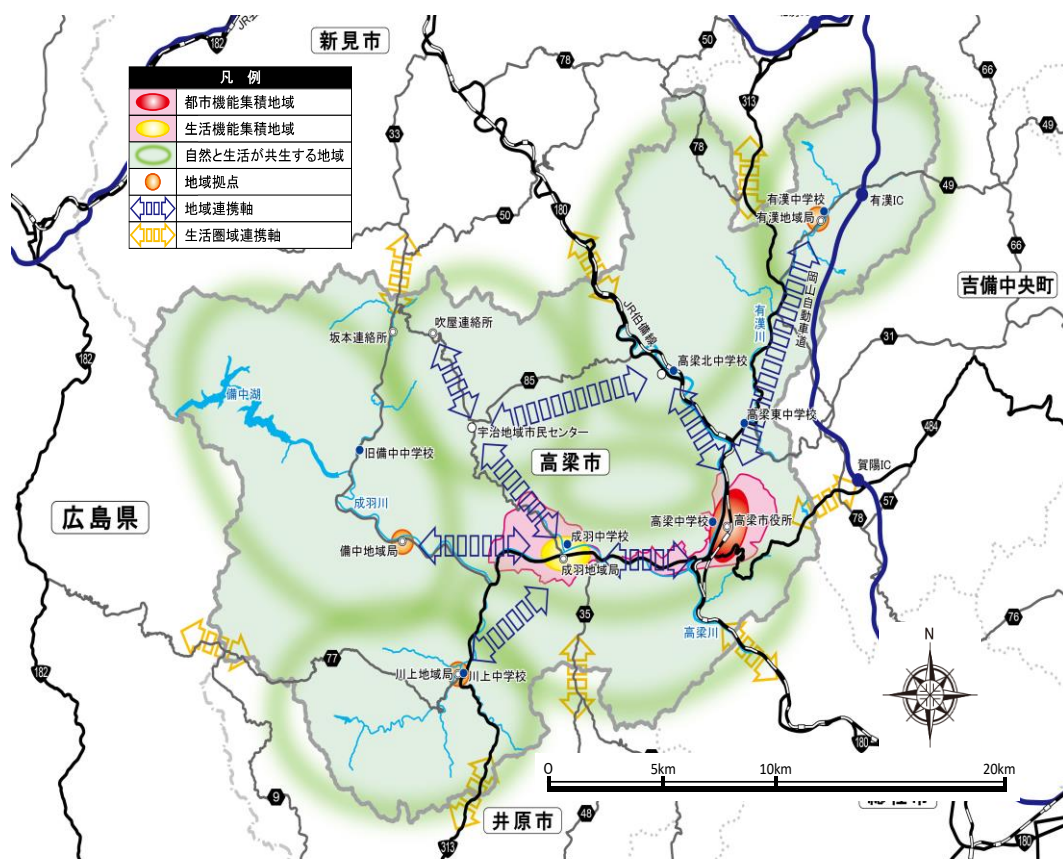 新見市
凡 例
都市機能集積地域
生活機能集積地域
自然と生活が共生する地域
地域拠点
地域連携軸
生活圏域連携軸
182
50
78
33
50
180
313
78
66
49
49
66
有漢中学校
有漢地域局
有漢IC
吉備中央町
岡山自動車道
有漢川
JR伯備線
吹屋連絡所
坂本連絡所
高梁北中学校
31
85
182
備中湖
高梁東中学校
宇治地域市民センター
484
旧備中中学校
高梁市
賀陽IC
成羽川
57
78
広島県
高梁中学校
高梁市役所
成羽中学校
備中地域局
成羽地域局
35
76
高梁川
77
182
川上地域局
川上中学校
N
180
0
5km
10km
20km
9
井原市
48
313
180